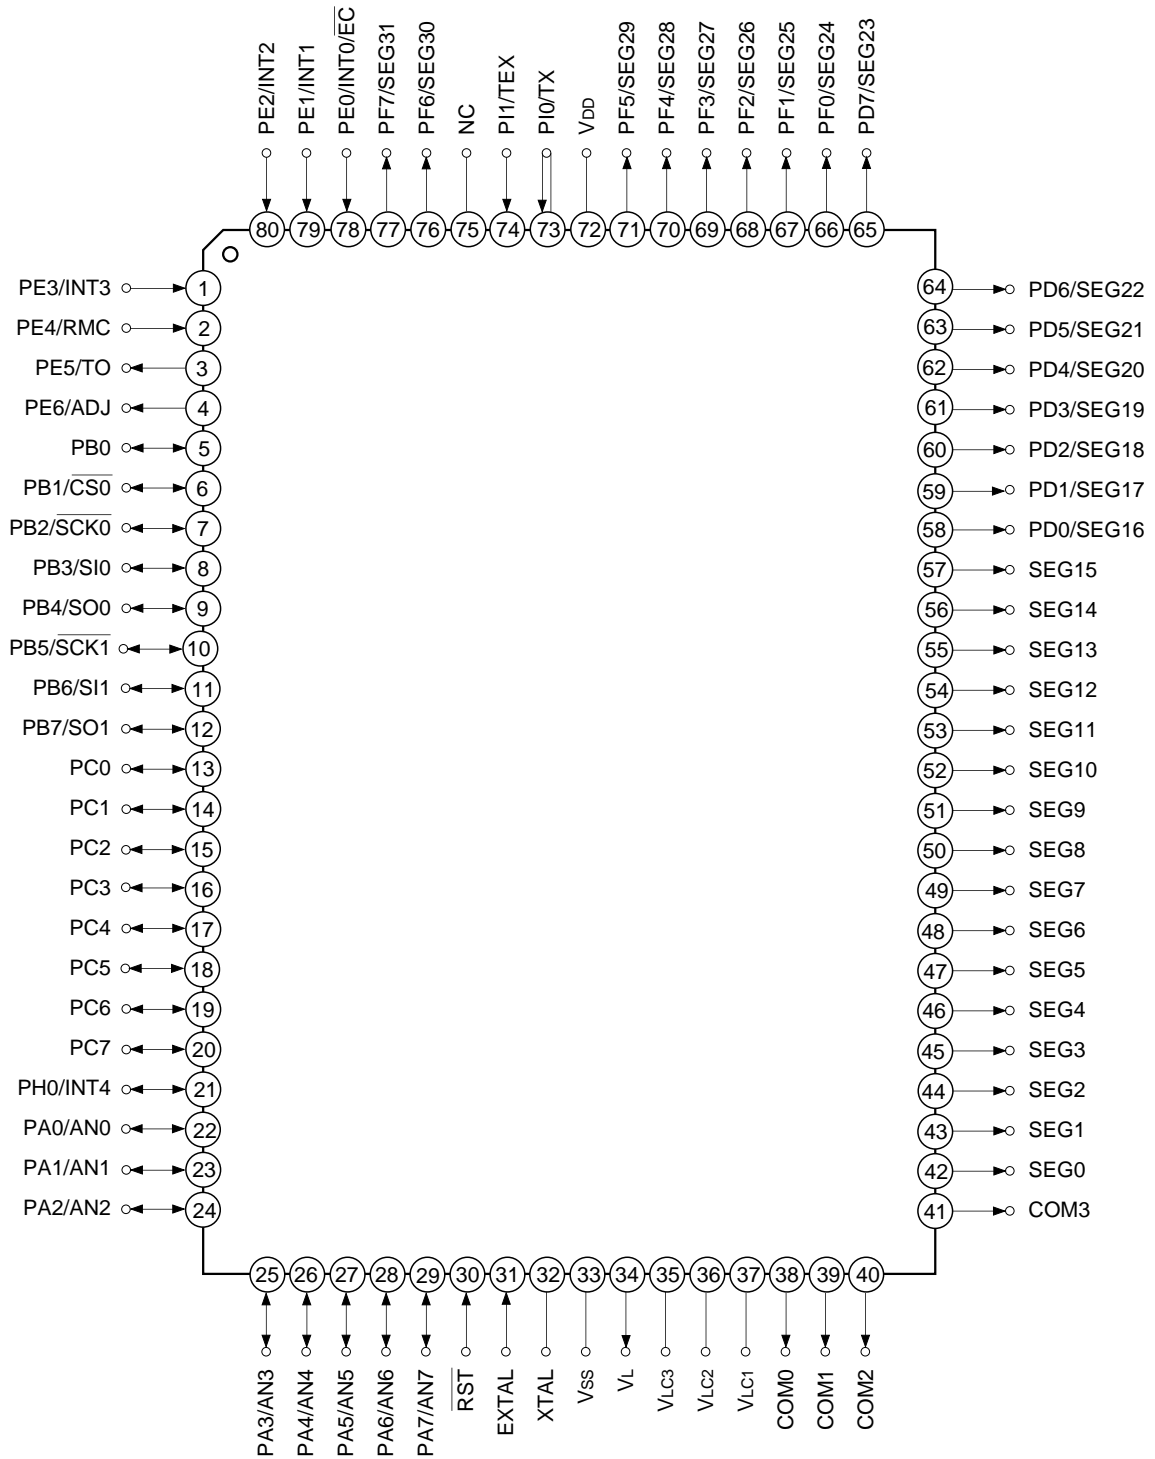 PE2/INT2
PE1/INT1
PE0/INT0/EC
PF7/SEG31
PF6/SEG30
NC
PI1/TEX
PI0/TX
VDD
PF5/SEG29
PF4/SEG28
PF3/SEG27
PF2/SEG26
PF1/SEG25
PF0/SEG24
PD7/SEG23
80 79 78 77 76 75 74 73 72 71 70 69 68 67 66 65
PE3/INT3 1
PE4/RMC 2
PE5/TO 3
PE6/ADJ 4
PB0 5
PB1/CS0 6
PB2/SCK0 7
PB3/SI0 8
PB4/SO0 9
PB5/SCK1 10
PB6/SI1 11
PB7/SO1 12
PC0 13
PC1 14
PC2 15
PC3 16
PC4 17
PC5 18
PC6 19
PC7 20
PH0/INT4 21
PA0/AN0 22
PA1/AN1 23
PA2/AN2 24
64 PD6/SEG22
63 PD5/SEG21
62 PD4/SEG20
61 PD3/SEG19
60 PD2/SEG18
59 PD1/SEG17
58 PD0/SEG16
57 SEG15
56 SEG14
55 SEG13
54 SEG12
53 SEG11
52 SEG10
51 SEG9
50 SEG8
49 SEG7
48 SEG6
47 SEG5
46 SEG4
45 SEG3
44 SEG2
43 SEG1
42 SEG0
41 COM3
25 26 27 28 29 30 31 32 33 34 35 36 37 38 39 40
PA3/AN3
PA4/AN4
PA5/AN5
PA6/AN6
PA7/AN7
RST
EXTAL
XTAL
VSS
VL
VLC3
VLC2
VLC1
COM0
COM1
COM2